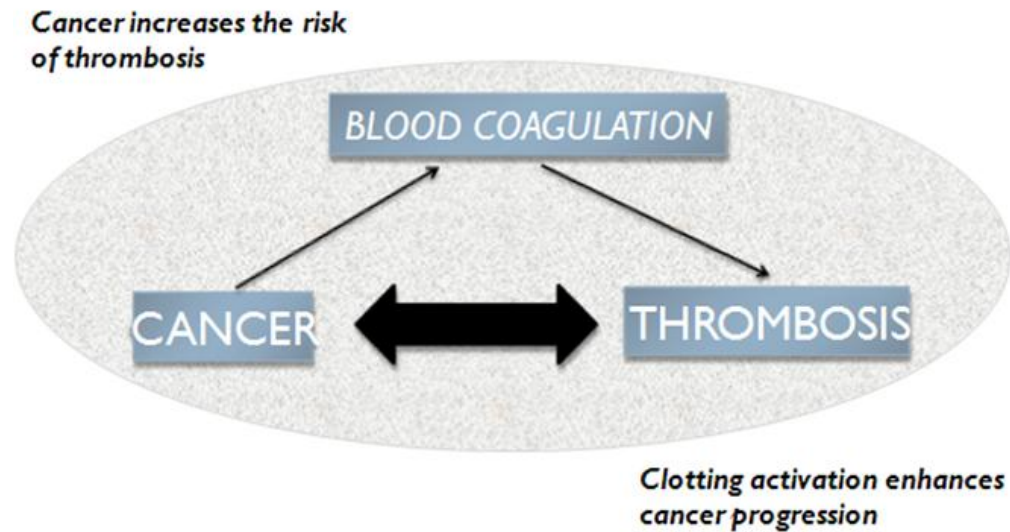 Cancer increases the risk
of thrombosis
BLOOD COAGULATION
CANCER
THROMBOSIS
Clotting activation enhances
cancer progression